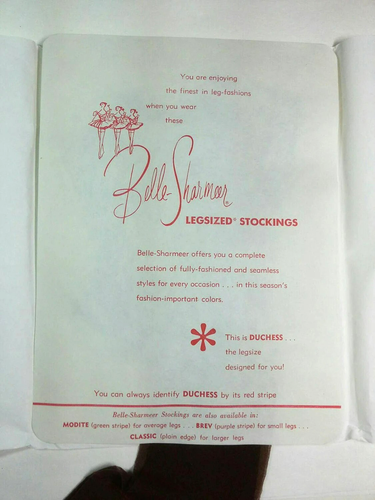 You are enjoying
the finest in leg-fashions
when you wear
these
Belle-Sharmeer®
LEGSIZED® STOCKINGS
Belle-Sharmeer offers you a complete
selection of fully-fashioned and seamless
styles for every occasion . . . in this season's
fashion-important colors.
* This is DUCHESS . . .
the legsize
designed for you!
You can always identify DUCHESS by its red stripe
Belle-Sharmeer Stockings are also available in:
MODITE (green stripe) for average legs . . . BREV (purple stripe) for small legs . . .
CLASSIC (plain edge) for larger legs